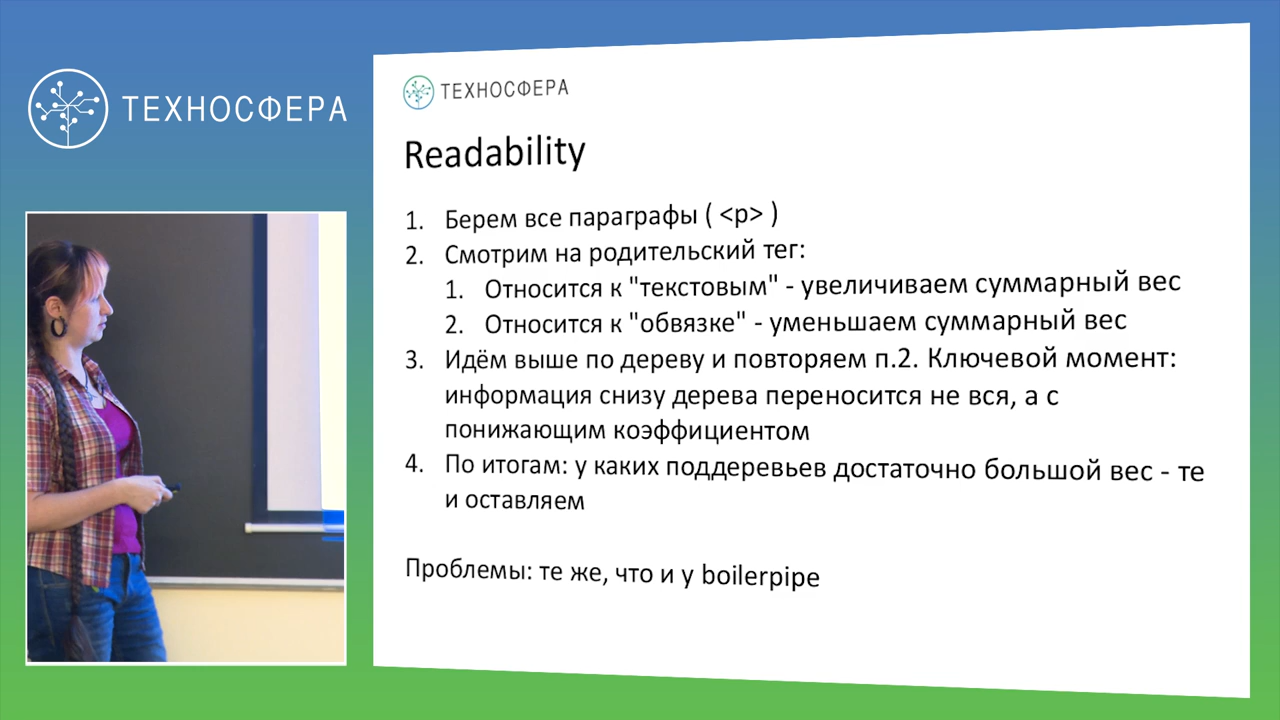 ТЕХНОСФЕРА
ТЕХНОСФЕРА
Readability
1. Берем все параграфы ( <p> )
2. Смотрим на родительский тег:
1. Относится к "текстовым" - увеличиваем суммарный вес
2. Относится к "обвязке" - уменьшаем суммарный вес
3. Идём выше по дереву и повторяем п.2. Ключевой момент:
информация снизу дерева переносится не вся, а с
понижающим коэффициентом
4. По итогам: у каких поддеревьев достаточно большой вес - те
и оставляем
Проблемы: те же, что и у boilerpipe